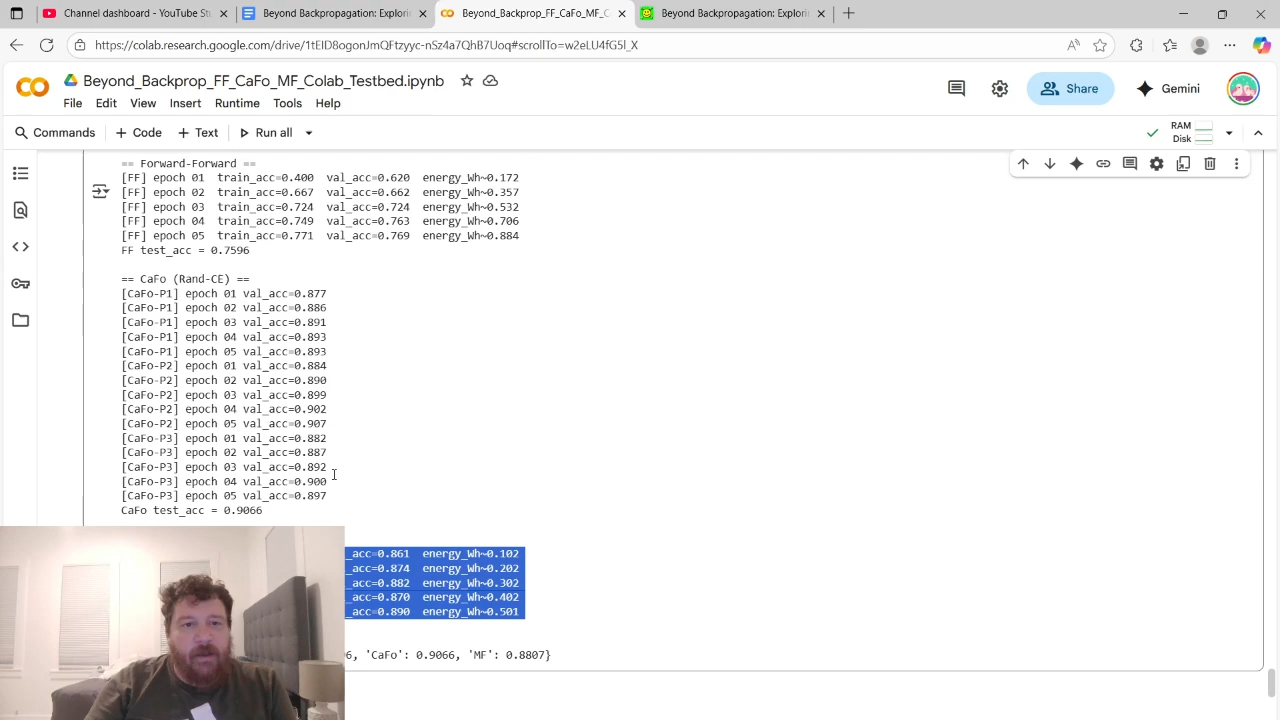 Channel dashboard - YouTube St
Beyond Backpropagation: Explorin
Beyond_Backprop_FF_CaFo_MF_C
Beyond Backpropagation: Explorin
https://colab.research.google.com/drive/1tEID8ogonJmQFtzyyc-nSz4a7QhB7Uoq#scrollTo=w2eLU4fG5l_X
Beyond_Backprop_FF_CaFo_MF_Colab_Testbed.ipynb
Share
Gemini
File Edit View Insert Runtime Tools Help
Commands + Code + Text Run all
RAM
Disk
== Forward-Forward ==
[FF] epoch 01 train_acc=0.400 val_acc=0.620 energy_Wh~0.172
[FF] epoch 02 train_acc=0.667 val_acc=0.662 energy_Wh~0.357
[FF] epoch 03 train_acc=0.724 val_acc=0.724 energy_Wh~0.532
[FF] epoch 04 train_acc=0.749 val_acc=0.763 energy_Wh~0.706
[FF] epoch 05 train_acc=0.771 val_acc=0.769 energy_Wh~0.884
FF test_acc = 0.7596
== CaFo (Rand-CE) ==
[CaFo-P1] epoch 01 val_acc=0.877
[CaFo-P1] epoch 02 val_acc=0.886
[CaFo-P1] epoch 03 val_acc=0.891
[CaFo-P1] epoch 04 val_acc=0.893
[CaFo-P1] epoch 05 val_acc=0.893
[CaFo-P2] epoch 01 val_acc=0.884
[CaFo-P2] epoch 02 val_acc=0.890
[CaFo-P2] epoch 03 val_acc=0.899
[CaFo-P2] epoch 04 val_acc=0.902
[CaFo-P2] epoch 05 val_acc=0.907
[CaFo-P3] epoch 01 val_acc=0.882
[CaFo-P3] epoch 02 val_acc=0.887
[CaFo-P3] epoch 03 val_acc=0.892
[CaFo-P3] epoch 04 val_acc=0.900
[CaFo-P3] epoch 05 val_acc=0.897
CaFo test_acc = 0.9066
_acc=0.861 energy_Wh~0.102
_acc=0.874 energy_Wh~0.202
_acc=0.882 energy_Wh~0.302
_acc=0.870 energy_Wh~0.402
_acc=0.890 energy_Wh~0.501
6, 'CaFo': 0.9066, 'MF': 0.8807}